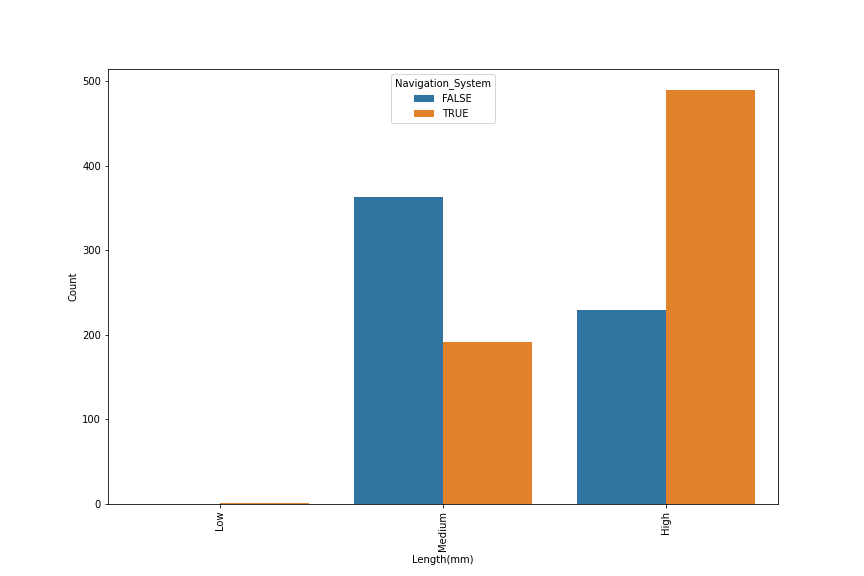 Navigation_System
FALSE
TRUE
500
400
300
200
100
0
Count
Low
Medium
High
Length(mm)